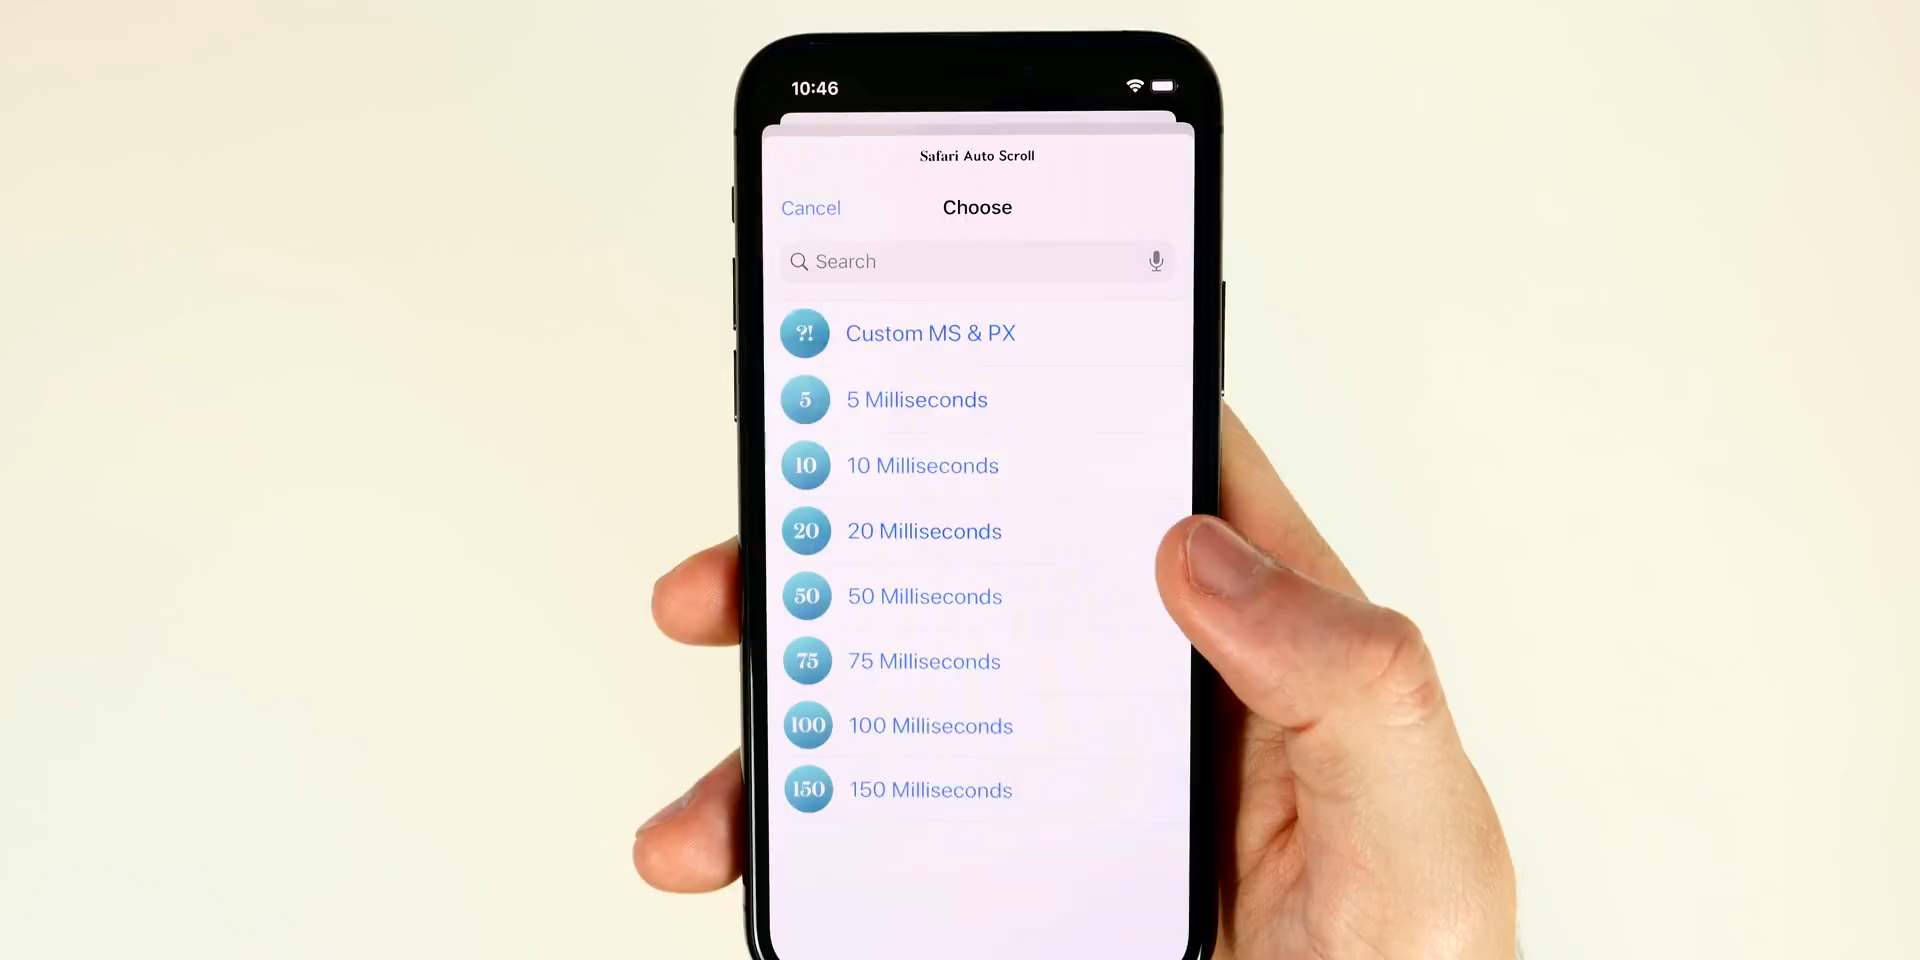 10:46
Safari Auto Scroll
Cancel
Choose
Search
?! Custom MS & PX
5 5 Milliseconds
10 10 Milliseconds
20 20 Milliseconds
50 50 Milliseconds
75 75 Milliseconds
100 100 Milliseconds
150 150 Milliseconds